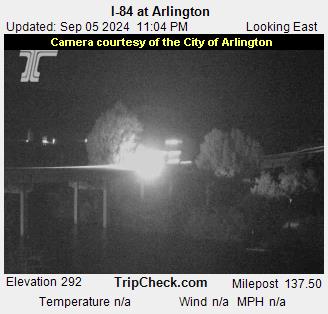 I-84 at Arlington
Updated: Sep 05 2024 11:04 PM Looking East
Camera courtesy of the City of Arlington
Elevation 292 TripCheck.com Milepost 137.50
Temperature n/a Wind n/a MPH n/a